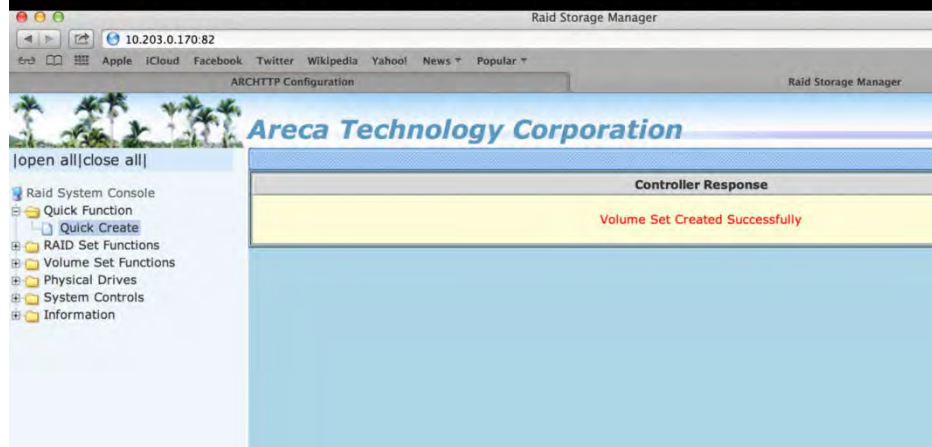 Raid Storage Manager
10.203.0.170:82
Apple iCloud Facebook Twitter Wikipedia Yahoo! News Popular
ARCHTTP Configuration
Raid Storage Manager
Areca Technology Corporation
|open all|close all|
Controller Response
Raid System Console
Volume Set Created Successfully
Quick Function
Quick Create
RAID Set Functions
Volume Set Functions
Physical Drives
System Controls
Information